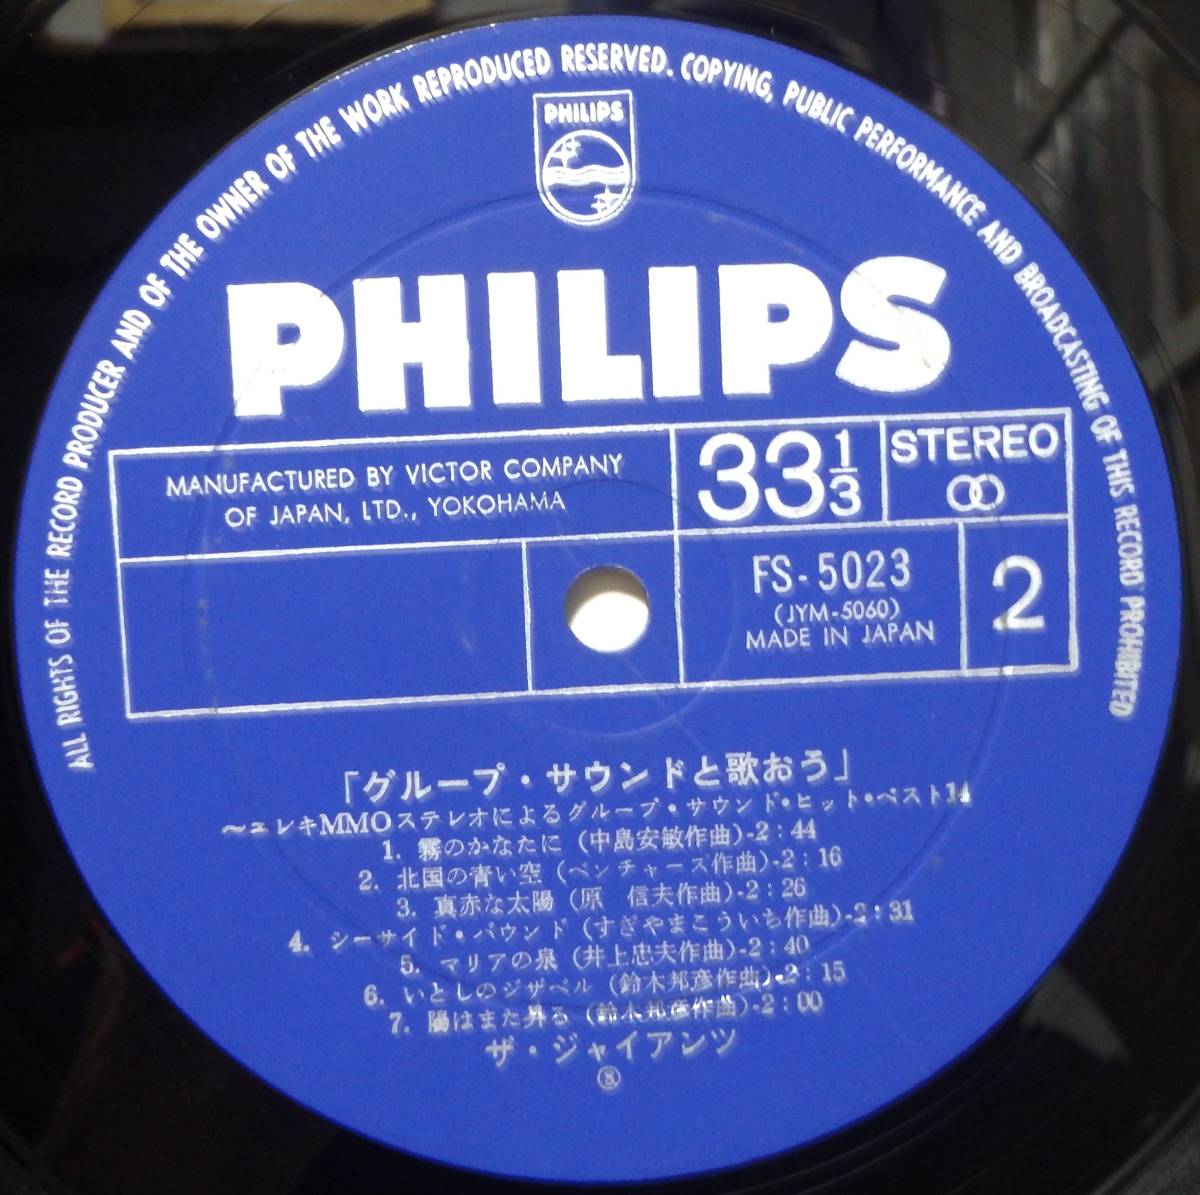 ALL RIGHTS OF THE RECORD PRODUCER AND OF THE OWNER OF THE WORK REPRODUCED RESERVED. COPYING, PUBLIC PERFORMANCE AND BROADCASTING OF THIS RECORD PROHIBITED
PHILIPS
PHILIPS
MANUFACTURED BY VICTOR COMPANY
OF JAPAN, LTD., YOKOHAMA
33 1/3
STEREO
FS-5023
(JYM-5060)
MADE IN JAPAN
2
「グループ・サウンドと歌おう」
〜エレキMMOステレオによるグループ・サウンド・ヒット・ベスト14
1. 霧のかなたに (中島安敏作曲)-2:44
2. 北国の青い空 (ベンチャーズ作曲)-2:16
3. 真赤な太陽 (原 信夫作曲)-2:26
4. シーサイド・バウンド (すぎやまこういち作曲)-2:31
5. マリアの泉 (井上忠夫作曲)-2:40
6. いとしのジザベル (鈴木邦彦作曲)-2:15
7. 陽はまた昇る (鈴木邦彦作曲)-2:00
ザ・ジャイアンツ
⑧